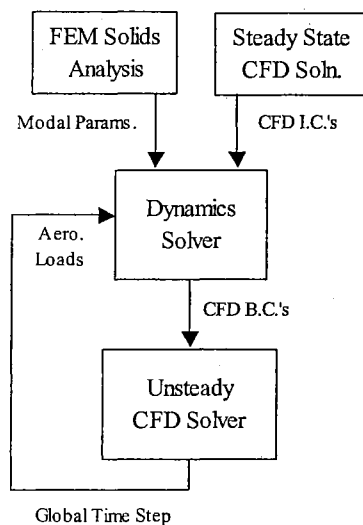 FEM Solids
Analysis
Steady State
CFD Soln.
Modal Params.
CFD I.C.'s
Dynamics
Solver
Aero.
Loads
CFD B.C.'s
Unsteady
CFD Solver
Global Time Step